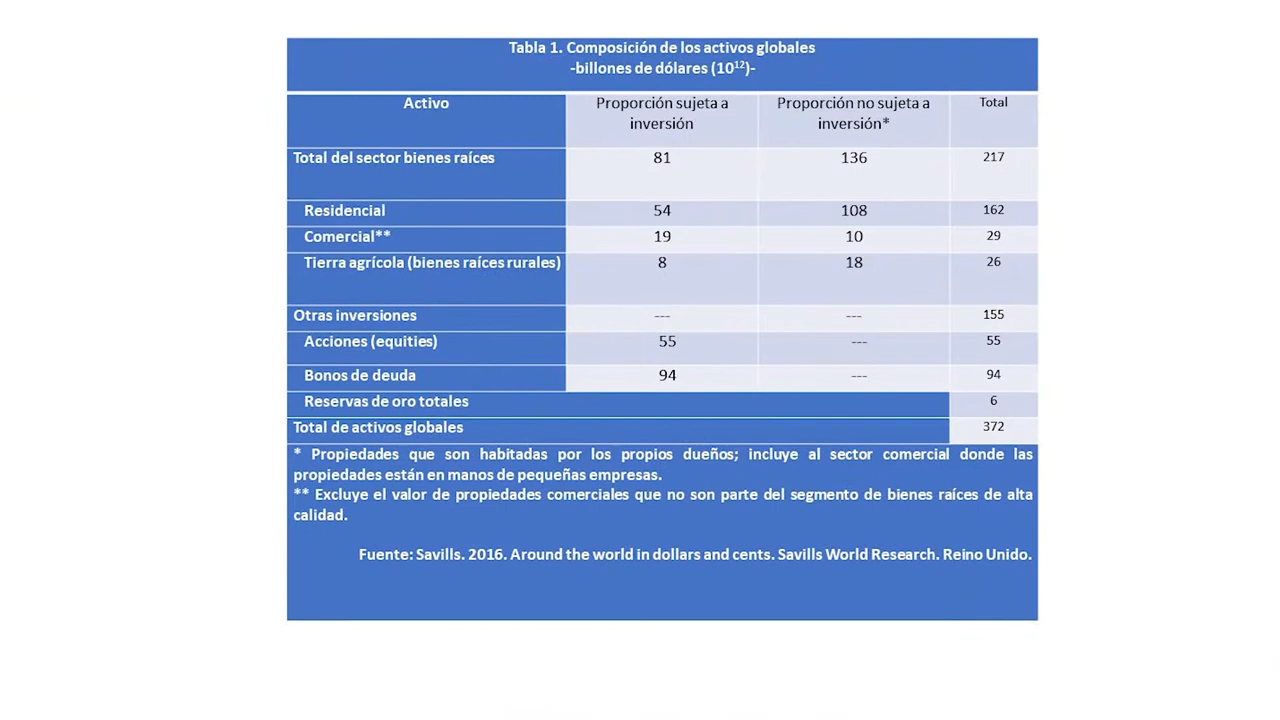 Tabla 1. Composición de los activos globales
-billones de dólares (10¹²)-
Activo Proporción sujeta a inversión Proporción no sujeta a inversión* Total
Total del sector bienes raíces 81 136 217
Residencial 54 108 162
Comercial** 19 10 29
Tierra agrícola (bienes raíces rurales) 8 18 26
Otras inversiones --- --- 155
Acciones (equities) 55 --- 55
Bonos de deuda 94 --- 94
Reservas de oro totales 6
Total de activos globales 372
* Propiedades que son habitadas por los propios dueños; incluye al sector comercial donde las
propiedades están en manos de pequeñas empresas.
** Excluye el valor de propiedades comerciales que no son parte del segmento de bienes raíces de alta
calidad.
Fuente: Savills. 2016. Around the world in dollars and cents. Savills World Research. Reino Unido.